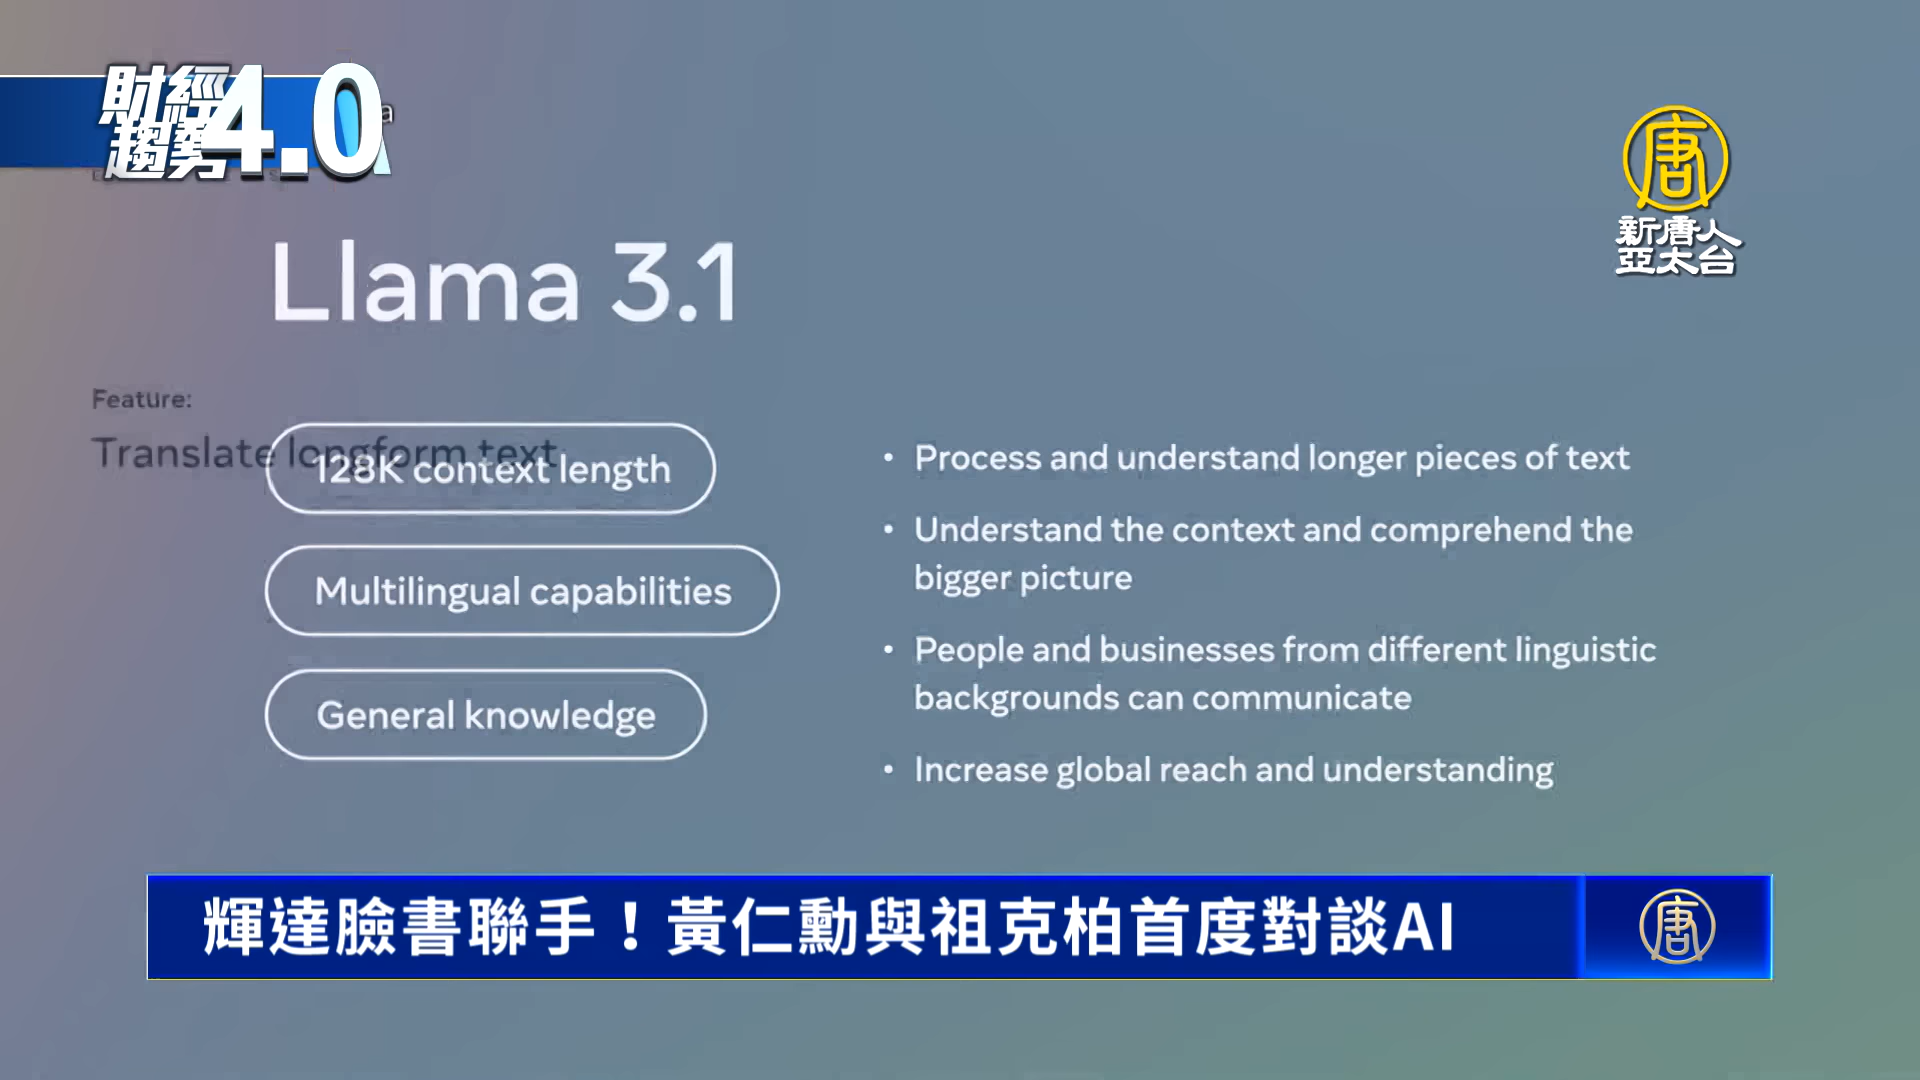 財經
趨勢4.0
唐
新唐人
亞太台
Llama 3.1
Feature:
Translate longform text
128K context length
Multilingual capabilities
General knowledge
• Process and understand longer pieces of text
• Understand the context and comprehend the
bigger picture
• People and businesses from different linguistic
backgrounds can communicate
• Increase global reach and understanding
輝達臉書聯手！黃仁勳與祖克柏首度對談AI
唐